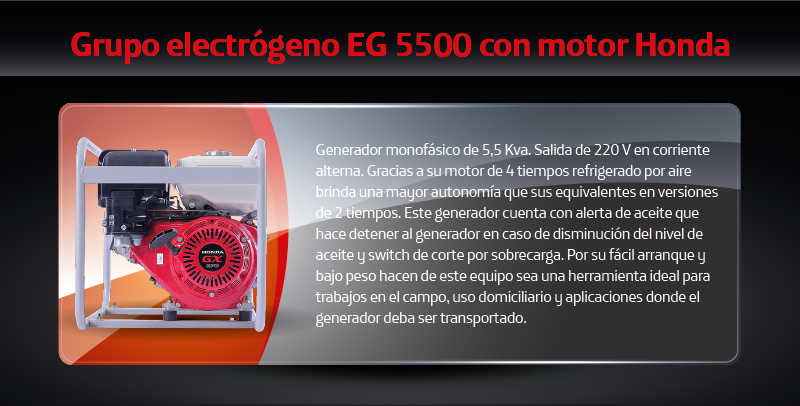 Grupo electrógeno EG 5500 con motor Honda
Generador monofásico de 5,5 Kva. Salida de 220 V en corriente
alterna. Gracias a su motor de 4 tiempos refrigerado por aire
brinda una mayor autonomía que sus equivalentes en versiones
de 2 tiempos. Este generador cuenta con alerta de aceite que
hace detener al generador en caso de disminución del nivel de
aceite y switch de corte por sobrecarga. Por su fácil arranque y
bajo peso hacen de este equipo sea una herramienta ideal para
trabajos en el campo, uso domiciliario y aplicaciones donde el
generador deba ser transportado.
HONDA
GX